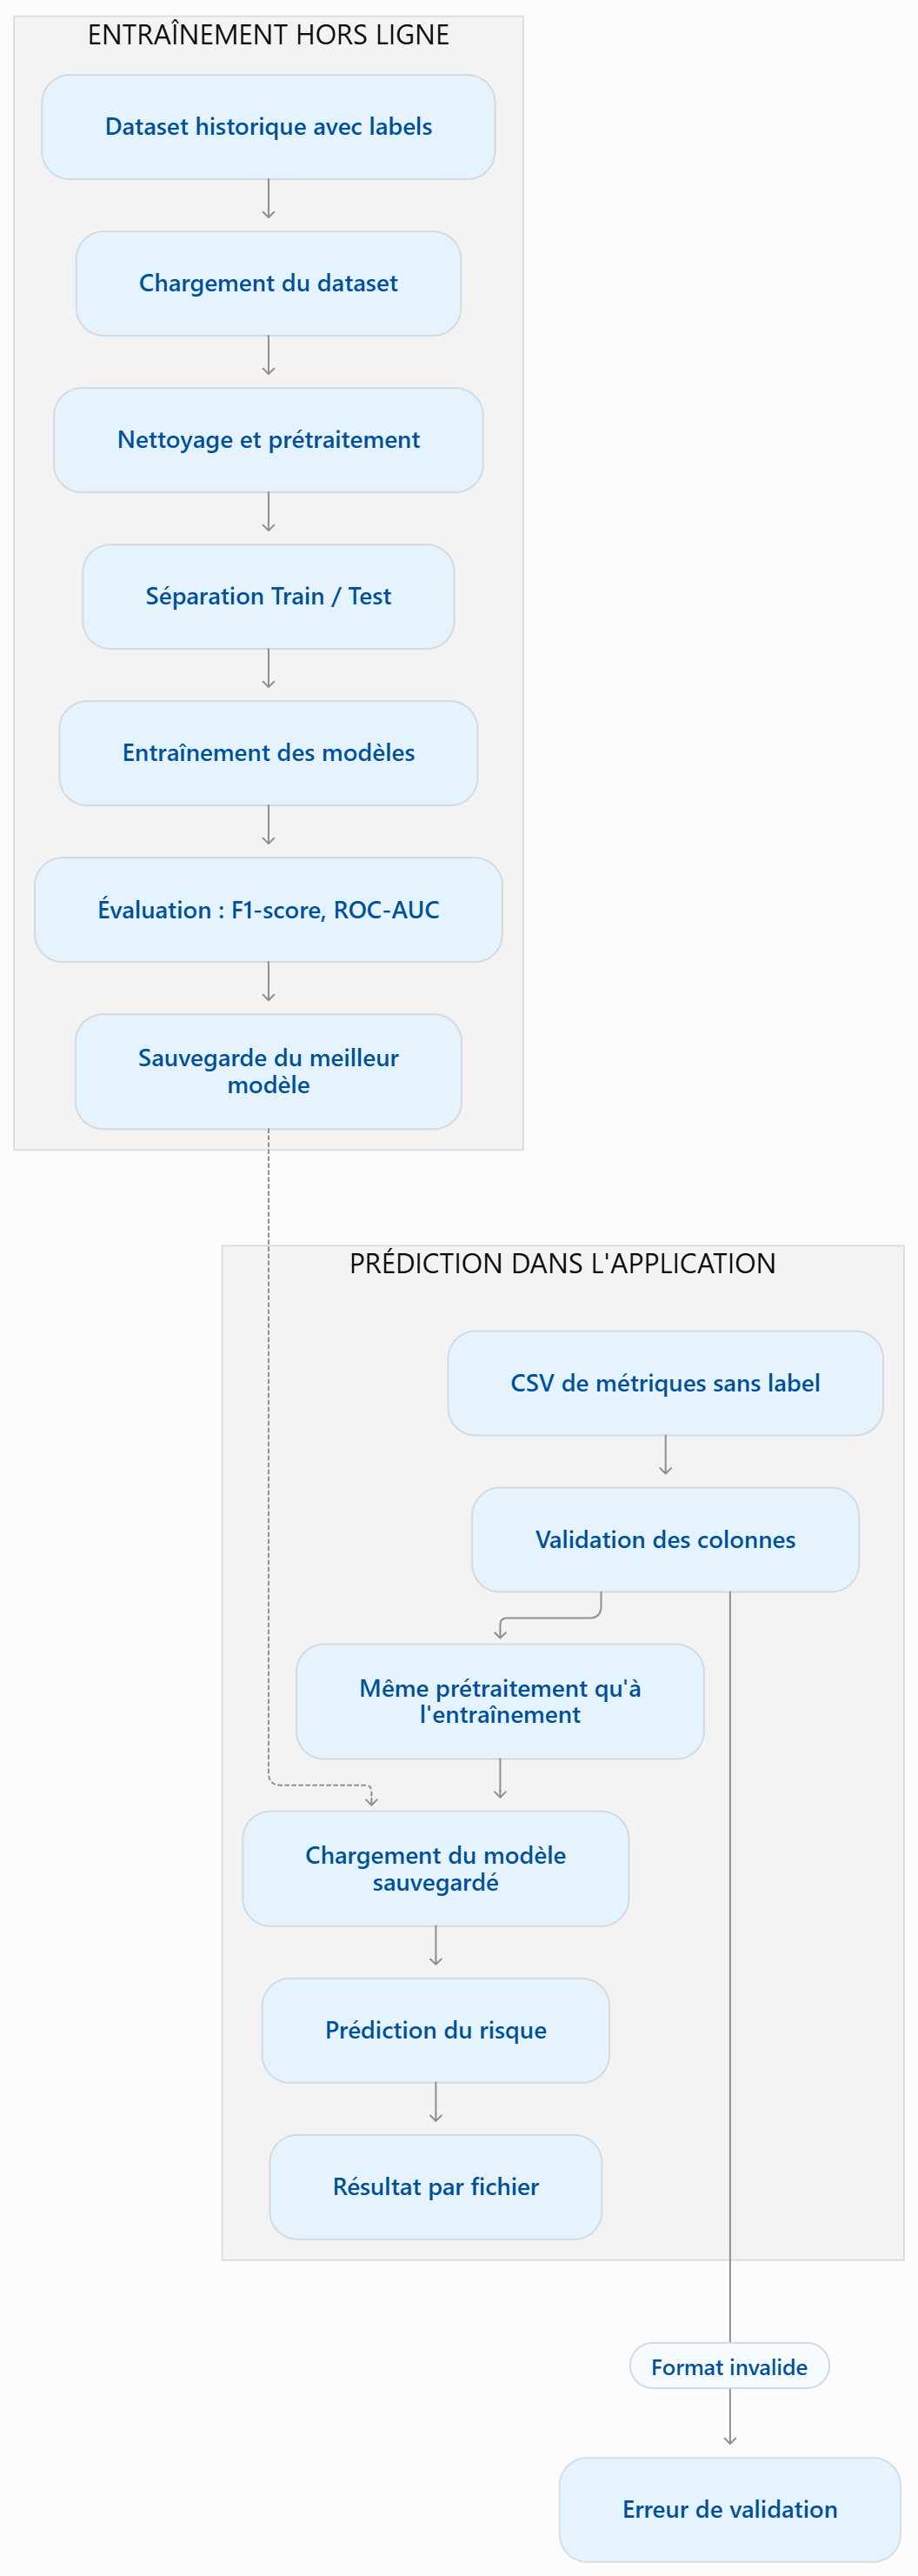 ENTRAÎNEMENT HORS LIGNE
Dataset historique avec labels
Chargement du dataset
Nettoyage et prétraitement
Séparation Train / Test
Entraînement des modèles
Évaluation : F1-score, ROC-AUC
Sauvegarde du meilleur
modèle
PRÉDICTION DANS L'APPLICATION
CSV de métriques sans label
Validation des colonnes
Même prétraitement qu'à
l'entraînement
Chargement du modèle
sauvegardé
Prédiction du risque
Résultat par fichier
Format invalide
Erreur de validation